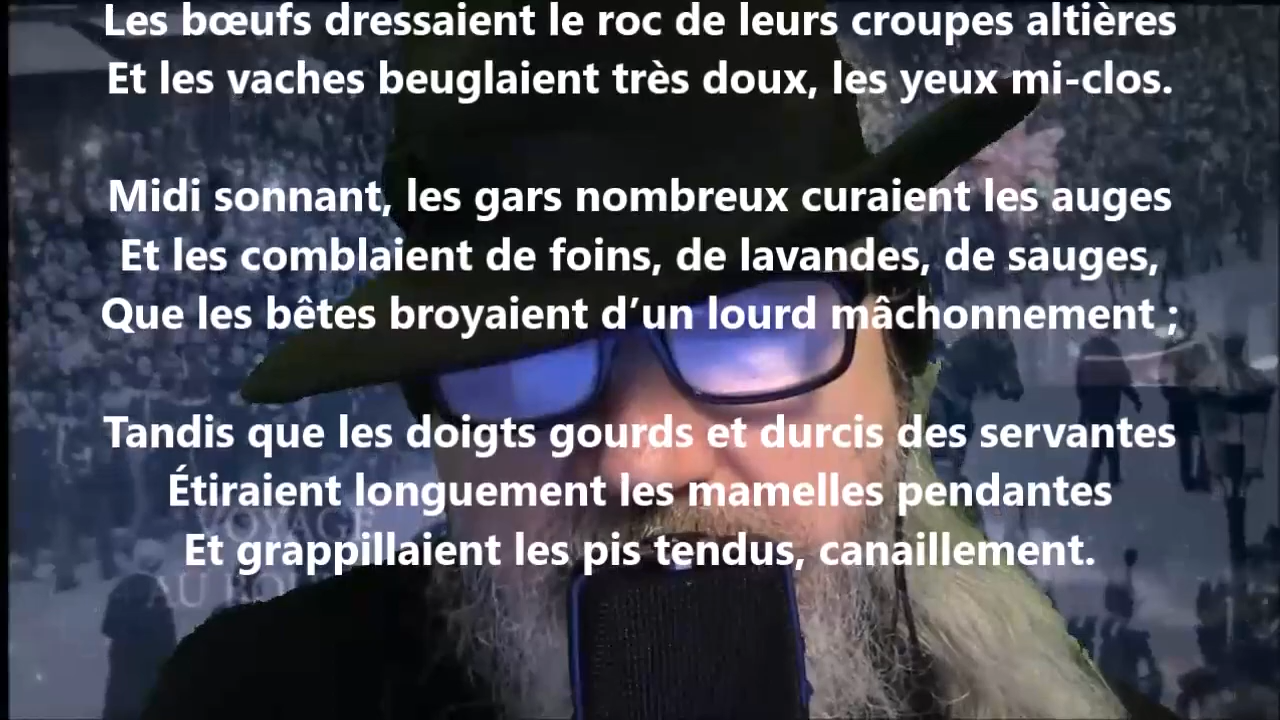 Les bœufs dressaient le roc de leurs croupes altières
Et les vaches beuglaient très doux, les yeux mi-clos.
Midi sonnant, les gars nombreux curaient les auges
Et les comblaient de foins, de lavandes, de sauges,
Que les bêtes broyaient d’un lourd mâchonnement ;
Tandis que les doigts gourds et durcis des servantes
Étiraient longuement les mamelles pendantes
Et grappillaient les pis tendus, canaillement.
VOYAGE
AU